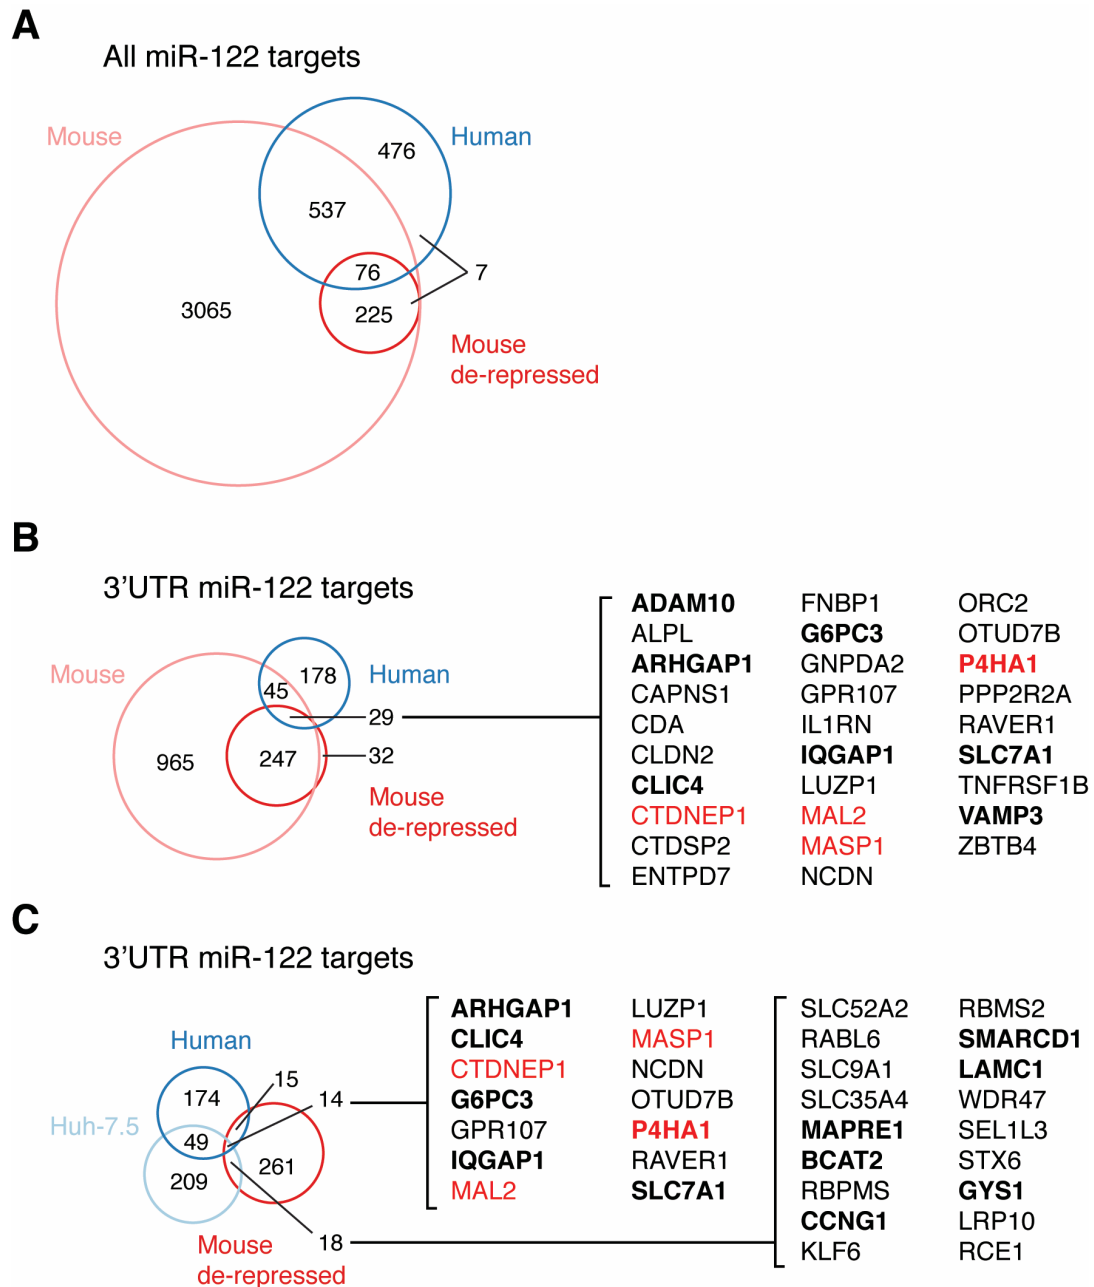 A
All miR-122 targets
Mouse
Human
476
537
76
7
3065
225
Mouse
de-repressed
B
3'UTR miR-122 targets
Mouse
Human
178
45
29
965
247
32
Mouse
de-repressed
ADAM10 FNBP1 ORC2
ALPL G6PC3 OTUD7B
ARHGAP1 GNPDA2 P4HA1
CAPNS1 GPR107 PPP2R2A
CDA IL1RN RAVER1
CLDN2 IQGAP1 SLC7A1
CLIC4 LUZP1 TNFRSF1B
CTDNEP1 MAL2 VAMP3
CTDSP2 MASP1 ZBTB4
ENTPD7 NCDN
C
3'UTR miR-122 targets
Human
174
15
14
Huh-7.5
49
209
261
18
Mouse
de-repressed
ARHGAP1 LUZP1
CLIC4 MASP1
CTDNEP1 NCDN
G6PC3 OTUD7B
GPR107 P4HA1
IQGAP1 RAVER1
MAL2 SLC7A1
SLC52A2 RBMS2
RABL6 SMARCD1
SLC9A1 LAMC1
SLC35A4 WDR47
MAPRE1 SEL1L3
BCAT2 STX6
RBPMS GYS1
CCNG1 LRP10
KLF6 RCE1